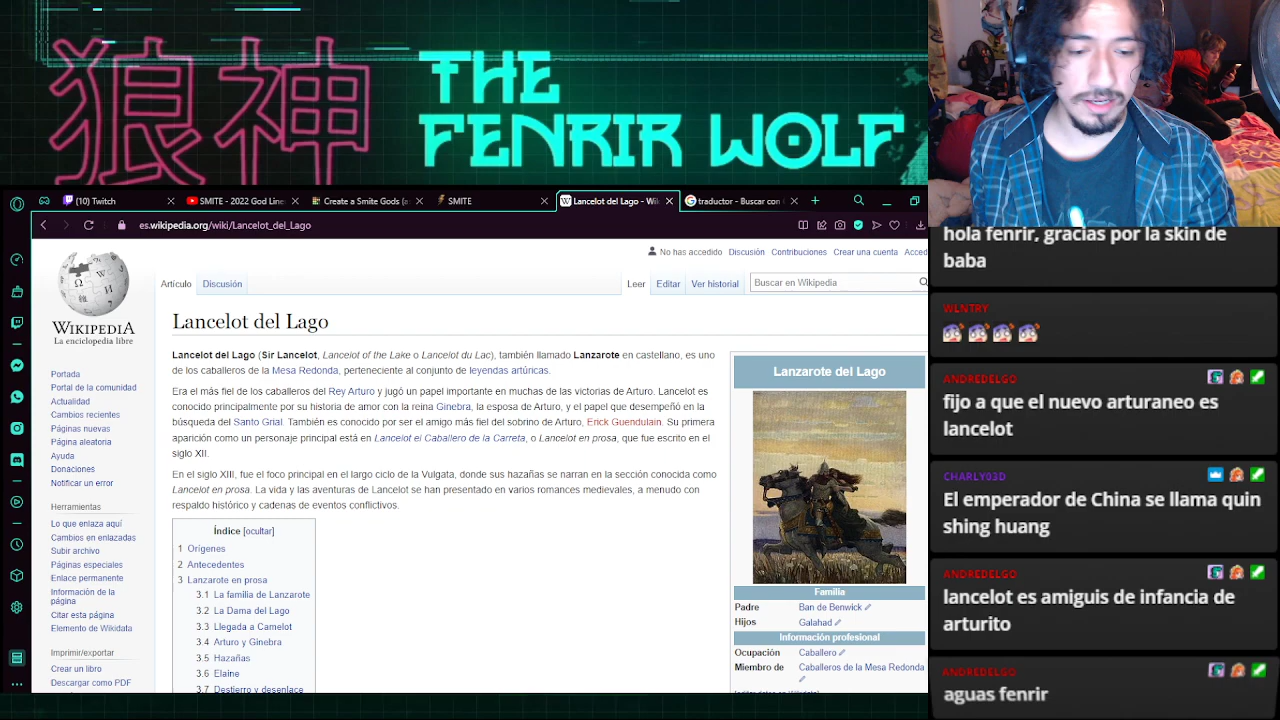 狼神
THE
FENRIR WOLF
(10) Twitch
SMITE - 2022 God Line
Create a Smite Gods (a
SMITE
Lancelot del Lago - Wik
traductor - Buscar con
es.wikipedia.org/wiki/Lancelot_del_Lago
No has accedido Discusión Contribuciones Crear una cuenta Acced
WIKIPEDIA
La enciclopedia libre
Artículo Discusión
Leer Editar Ver historial
Buscar en Wikipedia
Portada
Portal de la comunidad
Actualidad
Cambios recientes
Páginas nuevas
Página aleatoria
Ayuda
Donaciones
Notificar un error
Herramientas
Lo que enlaza aquí
Cambios en enlazadas
Subir archivo
Páginas especiales
Enlace permanente
Información de la
página
Citar esta página
Elemento de Wikidata
Imprimir/exportar
Crear un libro
Descargar como PDF
Lancelot del Lago
Lancelot del Lago (Sir Lancelot, Lancelot of the Lake o Lancelot du Lac), también llamado Lanzarote en castellano, es uno
de los caballeros de la Mesa Redonda, perteneciente al conjunto de leyendas artúricas.
Era el más fiel de los caballeros del Rey Arturo y jugó un papel importante en muchas de las victorias de Arturo. Lancelot es
conocido principalmente por su historia de amor con la reina Ginebra, la esposa de Arturo, y el papel que desempeñó en la
búsqueda del Santo Grial. También es conocido por ser el amigo más fiel del sobrino de Arturo, Erick Guendulain. Su primera
aparición como un personaje principal está en Lancelot el Caballero de la Carreta, o Lancelot en prosa, que fue escrito en el
siglo XII.
En el siglo XIII, fue el foco principal en el largo ciclo de la Vulgata, donde sus hazañas se narran en la sección conocida como
Lancelot en prosa. La vida y las aventuras de Lancelot se han presentado en varios romances medievales, a menudo con
respaldo histórico y cadenas de eventos conflictivos.
Índice [ocultar]
1 Orígenes
2 Antecedentes
3 Lanzarote en prosa
3.1 La familia de Lanzarote
3.2 La Dama del Lago
3.3 Llegada a Camelot
3.4 Arturo y Ginebra
3.5 Hazañas
3.6 Elaine
3.7 Destierro y desenlace
Lanzarote del Lago
Familia
Padre Ban de Benwick
Hijos Galahad
Información profesional
Ocupación Caballero
Miembro de Caballeros de la Mesa Redonda
hola fenrir, gracias por la skin de
baba
WLNTRY
ANDREDELGO
fijo a que el nuevo arturaneo es
lancelot
CHARLY03D
El emperador de China se llama quin
shing huang
ANDREDELGO
lancelot es amiguis de infancia de
arturito
ANDREDELGO
aguas fenrir